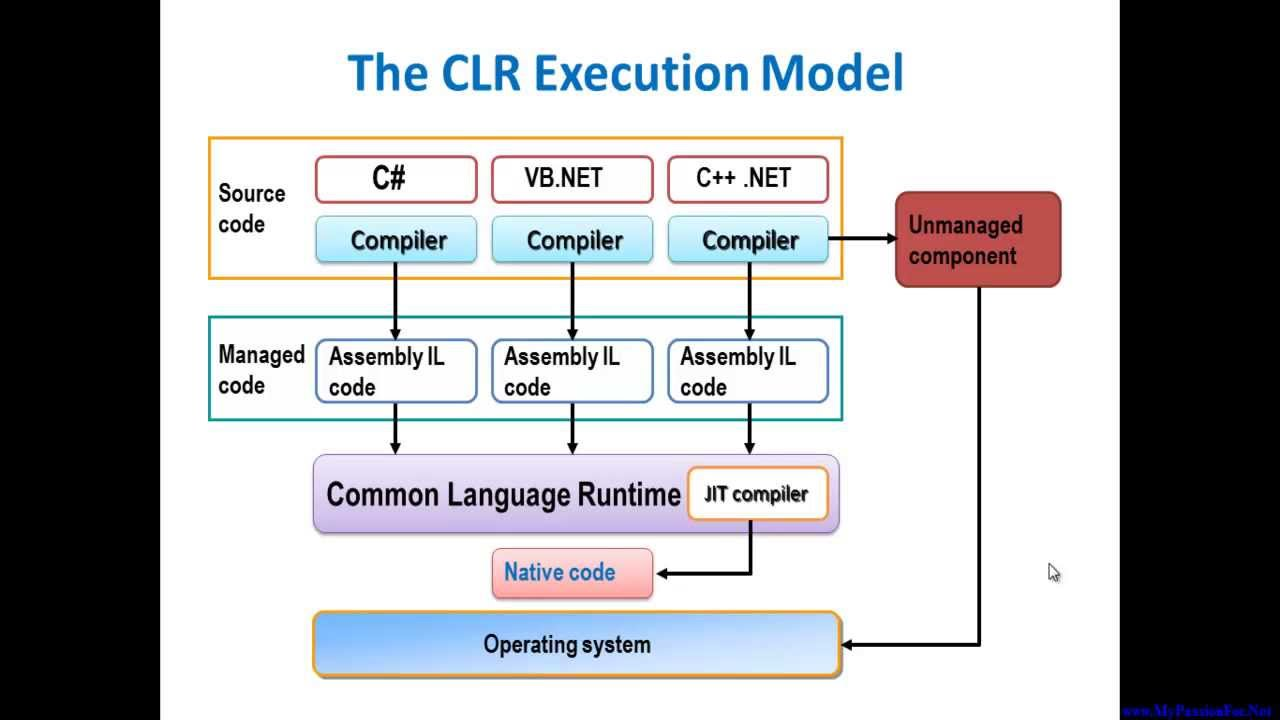 The CLR Execution Model
Source
code
C#
VB.NET
C++ .NET
Compiler
Compiler
Compiler
Unmanaged
component
Managed
code
Assembly IL
code
Assembly IL
code
Assembly IL
code
Common Language Runtime
JIT compiler
Native code
Operating system
www.MyPassionFor.Net